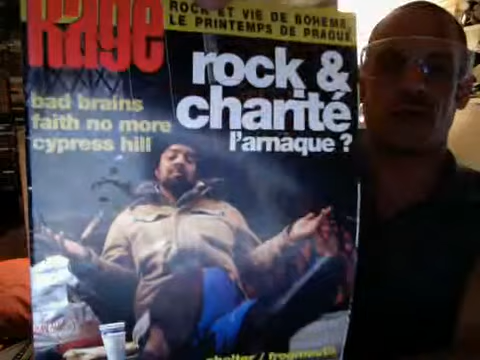 Rage
ROCK ET VIE DE BOHEME,
LE PRINTEMPS DE PRAGUE
rock &
charité
l'arnaque ?
bad brains
faith no more
cypress hill
shelter /